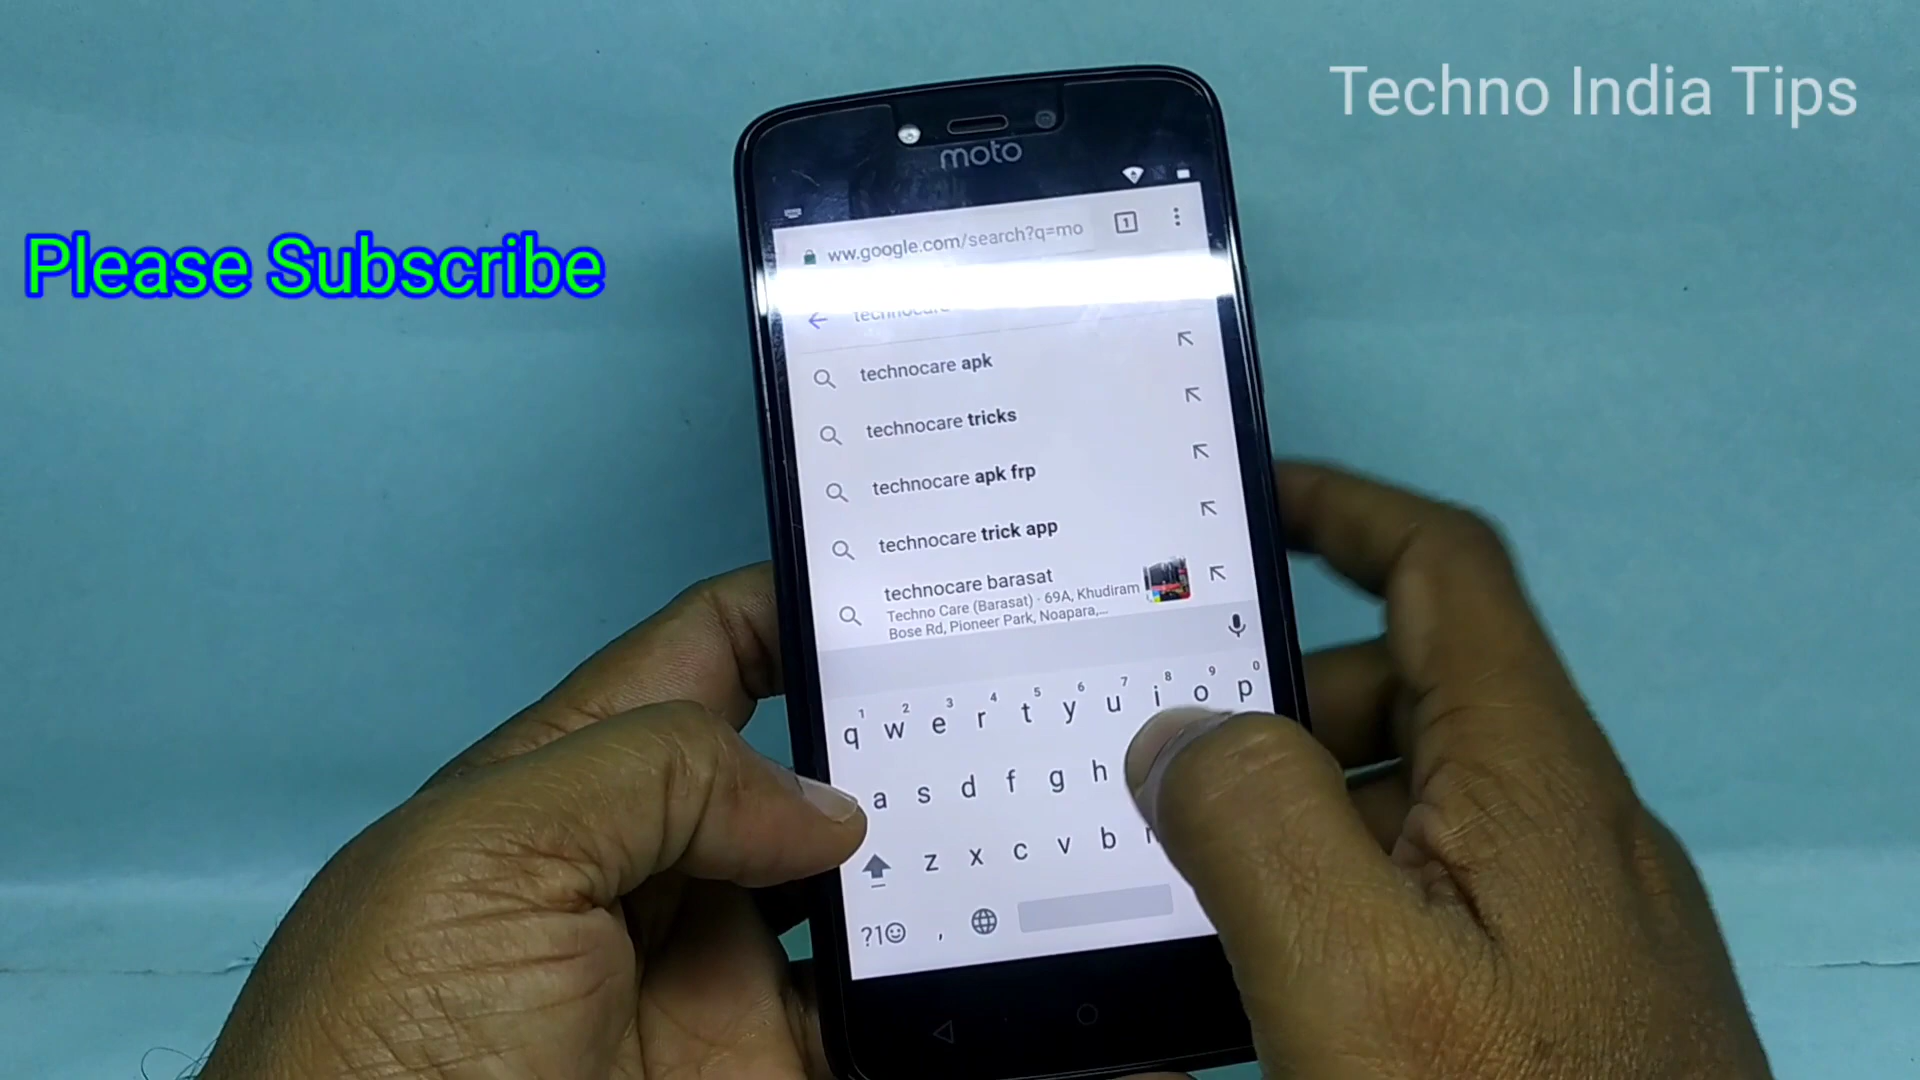 Techno India Tips
Please Subscribe
moto
ww.google.com/search?q=mo
1
technocare
technocare apk
technocare tricks
technocare apk frp
technocare trick app
technocare barasat
Techno Care (Barasat) · 69A, Khudiram
Bose Rd, Pioneer Park, Noapara,...
1 2 3 4 5 6 7 8 9 0
q w e r t y u i o p
a s d f g h
z x c v b
?1 ,